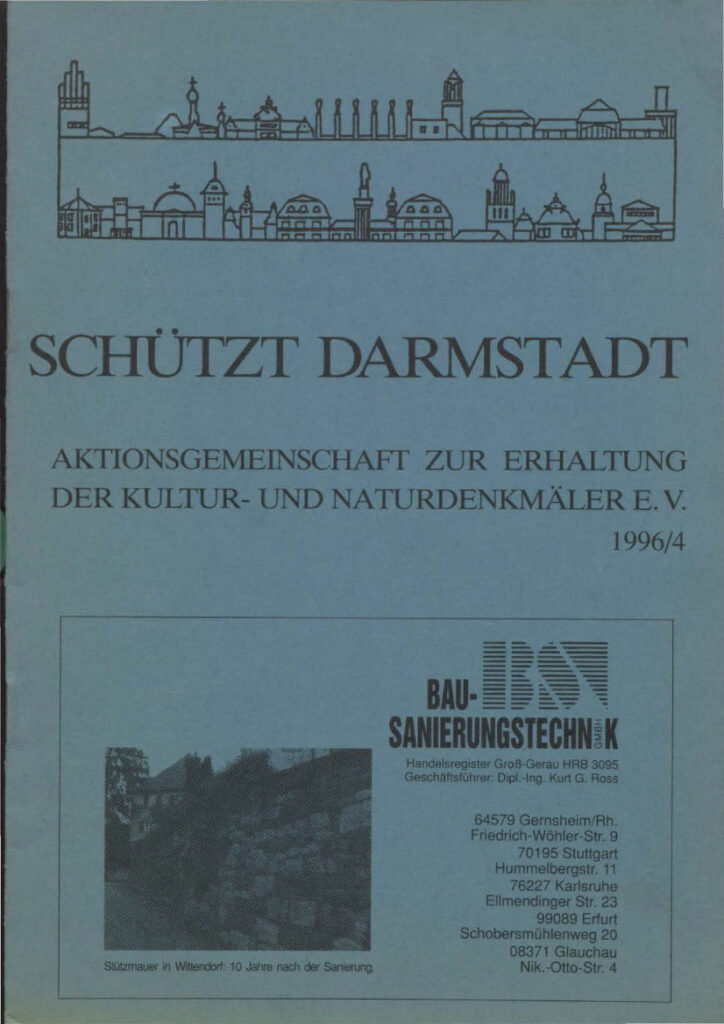 SCHÜTZT DARMSTADT
AKTIONSGEMEINSCHAFT ZUR ERHALTUNG
DER KULTUR- UND NATURDENKMÄLER E. V.
1996/4
BS
BAU-
SANIERUNGSTECHNIK GMBH
Handelsregister Groß-Gerau HRB 3095
Geschäftsführer: Dipl.-Ing. Kurt G. Ross
64579 Gernsheim/Rh.
Friedrich-Wöhler-Str. 9
70195 Stuttgart
Hummelbergstr. 11
76227 Karlsruhe
Ellmendinger Str. 23
99089 Erfurt
Schobersmühlenweg 20
08371 Glauchau
Nik.-Otto-Str. 4
Stützmauer in Wittendorf: 10 Jahre nach der Sanierung.